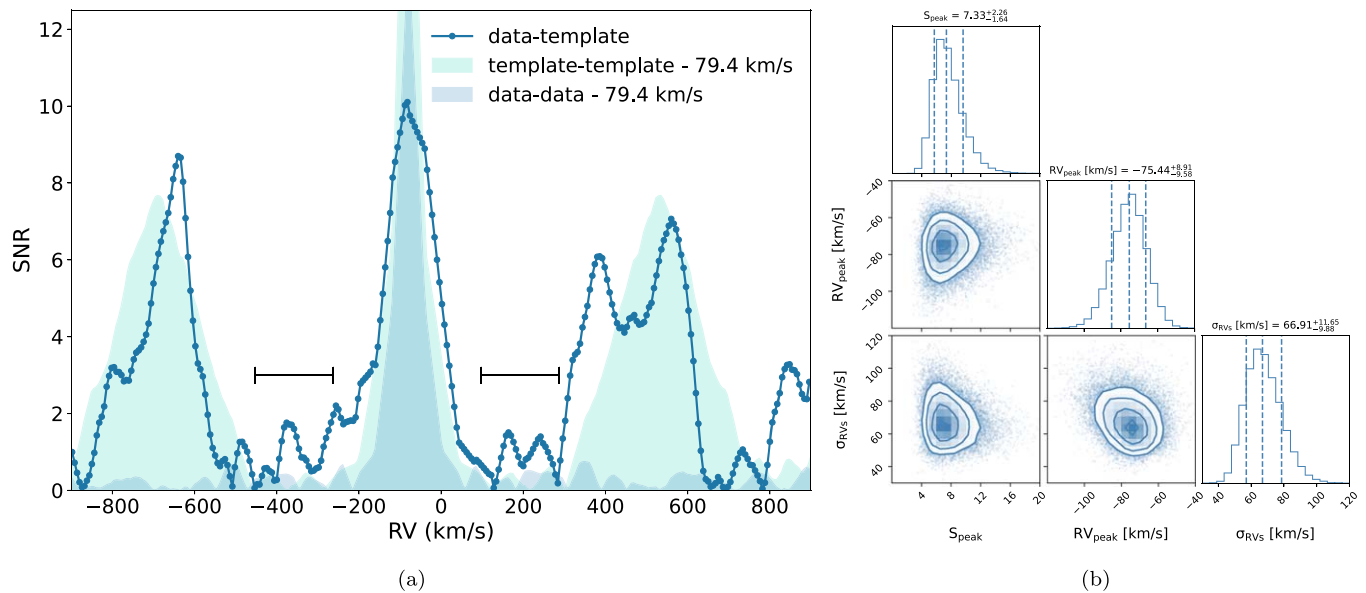 12
10
8
6
4
2
0
SNR
data-template
template-template - 79.4 km/s
data-data - 79.4 km/s
−800 −600 −400 −200 0 200 400 600 800
RV (km/s)
(a)
S_peak = 7.33 +2.26 −1.64
RV_peak [km/s] = −75.44 +8.91 −9.58
σ_RVs [km/s] = 66.91 +11.65 −9.88
−40
−60
−80
−100
RV_peak [km/s]
120
100
80
60
40
σ_RVs [km/s]
4 8 12 16 20
−100 −80 −60 −40
40 60 80 100 120
S_peak
RV_peak [km/s]
σ_RVs [km/s]
(b)